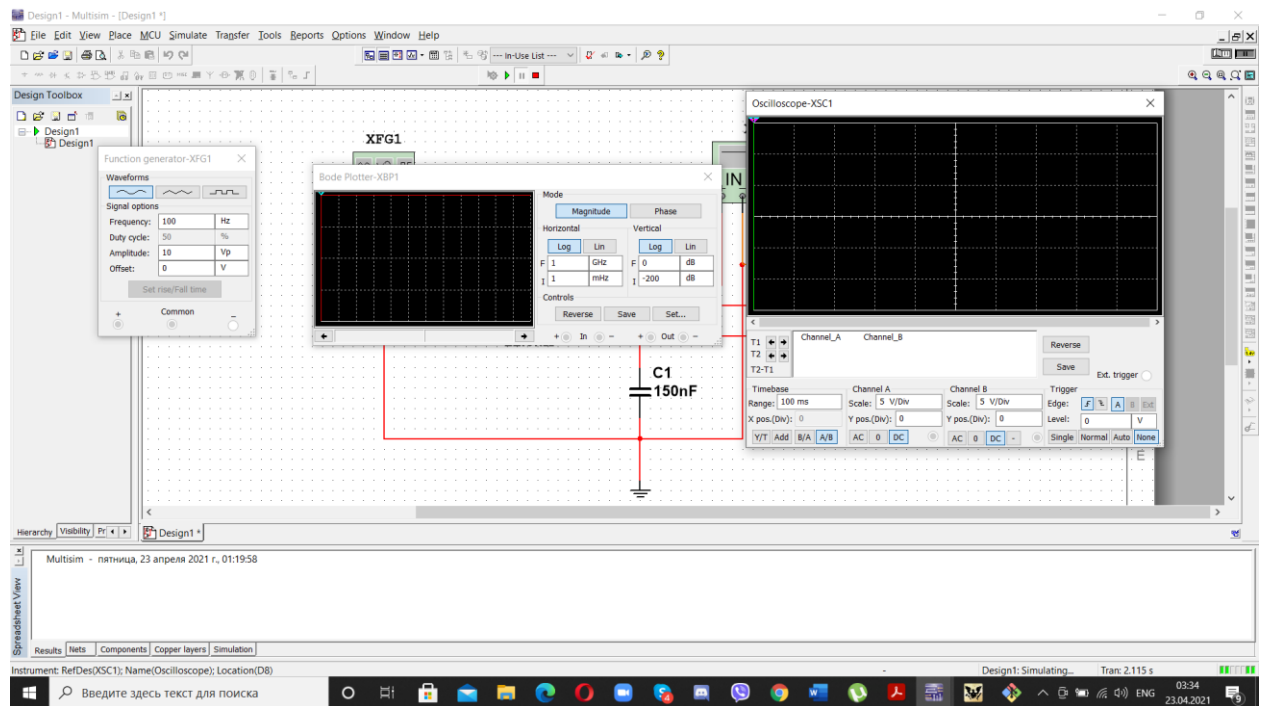 Design1 - Multisim - [Design1 *]
File Edit View Place MCU Simulate Transfer Tools Reports Options Window Help
--- In-Use List ---
Design Toolbox
Design1
Design1
XFG1
Function generator-XFG1
Waveforms
Signal options
Frequency: 100 Hz
Duty cycle: 50 %
Amplitude: 10 Vp
Offset: 0 V
Set rise/Fall time
+ Common -
Bode Plotter-XBP1
Mode
Magnitude Phase
Horizontal Vertical
Log Lin Log Lin
F 1 GHz F 0 dB
I 1 mHz I -200 dB
Controls
Reverse Save Set...
+ In - + Out -
IN
C1
150nF
Oscilloscope-XSC1
T1 Channel_A Channel_B
T2
T2-T1
Reverse
Save
Ext. trigger
Timebase Channel A Channel B Trigger
Range: 100 ms Scale: 5 V/Div Scale: 5 V/Div Edge: A B Ext
X pos.(Div): 0 Y pos.(Div): 0 Y pos.(Div): 0 Level: 0 V
Y/T Add B/A A/B AC 0 DC AC 0 DC - Single Normal Auto None
E
Hierarchy Visibility Pr
Design1 *
Multisim - пятница, 23 апреля 2021 г., 01:19:58
Spreadsheet View
Results Nets Components Copper layers Simulation
Instrument: RefDes(XSC1); Name(Oscilloscope); Location(D8)
- Design1: Simulating... Tran: 2.115 s
Введите здесь текст для поиска
ENG
03:34
23.04.2021